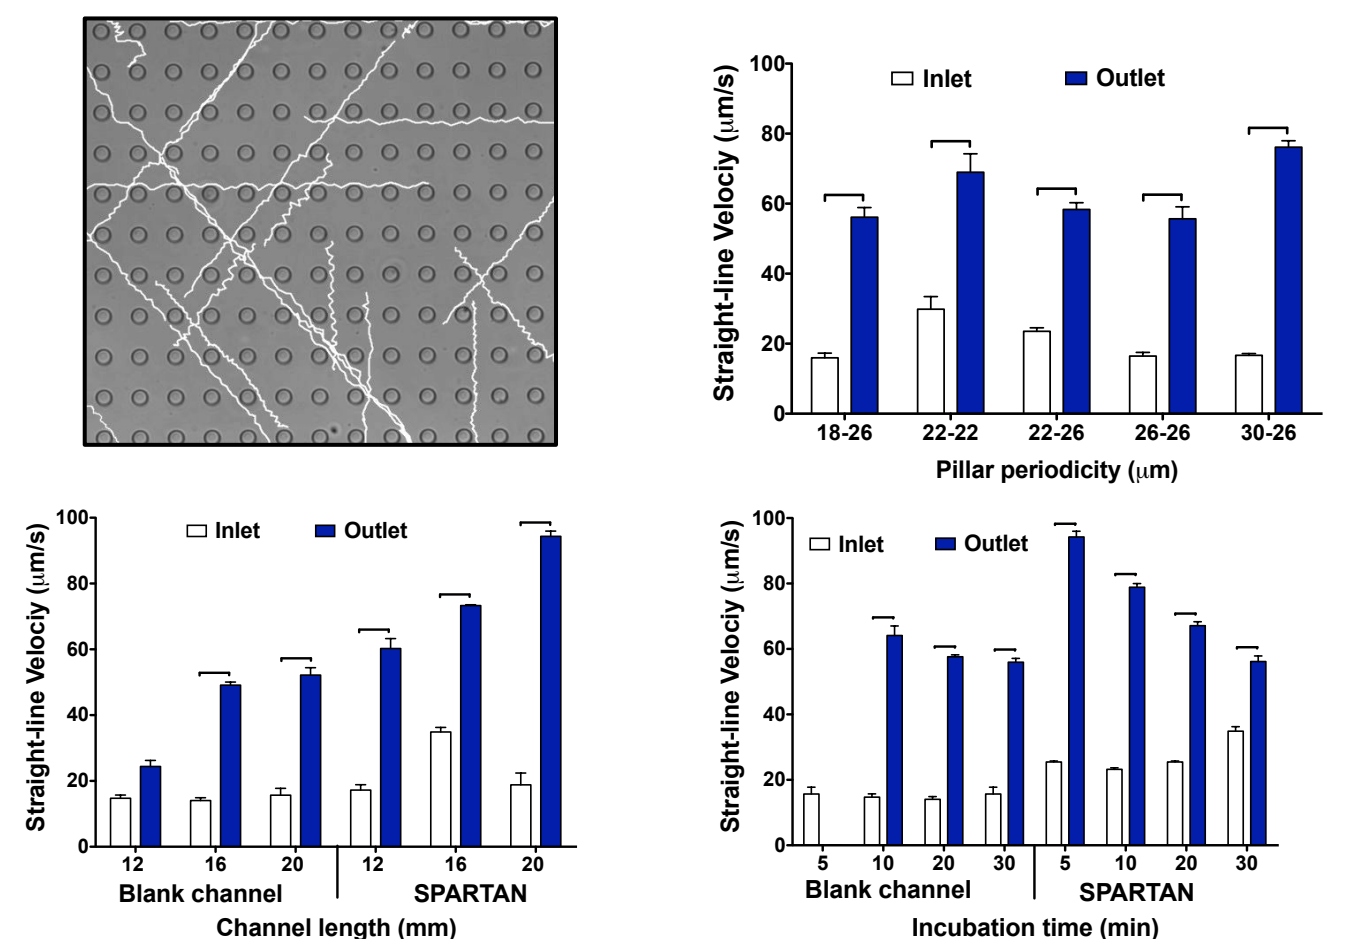 100
80
60
40
20
0
Straight-line Velociy (μm/s)
Inlet
Outlet
18-26
22-22
22-26
26-26
30-26
Pillar periodicity (μm)
100
80
60
40
20
0
Straight-line Velociy (μm/s)
Inlet
Outlet
12
16
20
12
16
20
Blank channel
SPARTAN
Channel length (mm)
100
80
60
40
20
0
Straight-line Velociy (μm/s)
Inlet
Outlet
5
10
20
30
5
10
20
30
Blank channel
SPARTAN
Incubation time (min)